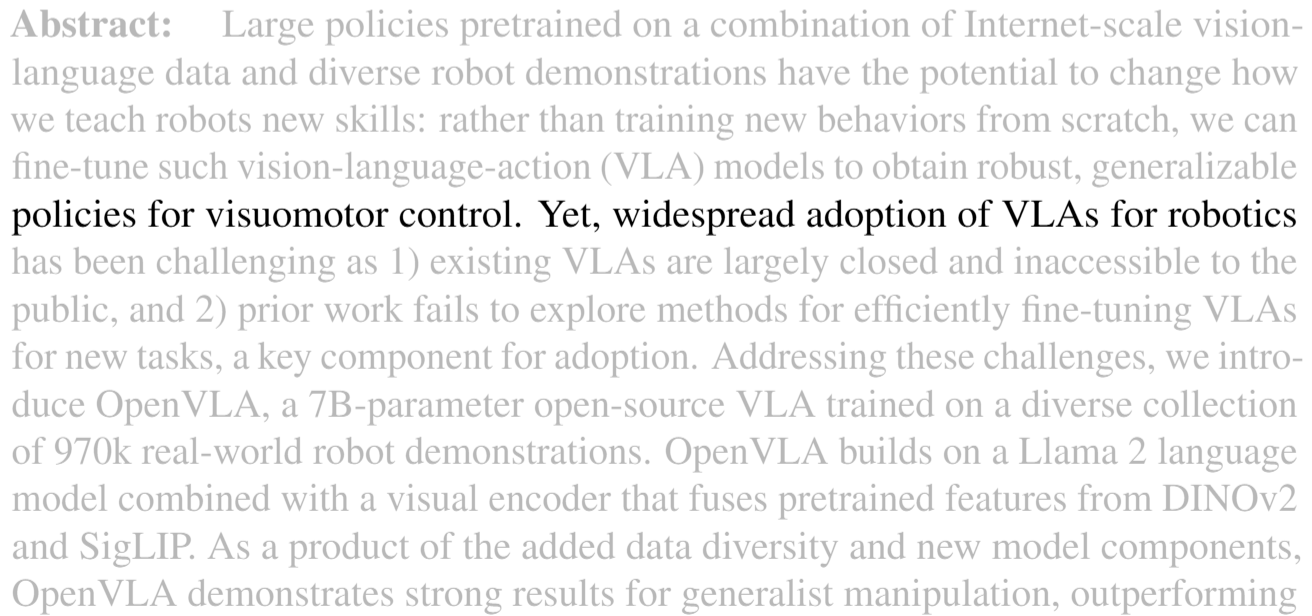 Abstract: Large policies pretrained on a combination of Internet-scale vision-
language data and diverse robot demonstrations have the potential to change how
we teach robots new skills: rather than training new behaviors from scratch, we can
fine-tune such vision-language-action (VLA) models to obtain robust, generalizable
policies for visuomotor control. Yet, widespread adoption of VLAs for robotics
has been challenging as 1) existing VLAs are largely closed and inaccessible to the
public, and 2) prior work fails to explore methods for efficiently fine-tuning VLAs
for new tasks, a key component for adoption. Addressing these challenges, we intro-
duce OpenVLA, a 7B-parameter open-source VLA trained on a diverse collection
of 970k real-world robot demonstrations. OpenVLA builds on a Llama 2 language
model combined with a visual encoder that fuses pretrained features from DINOv2
and SigLIP. As a product of the added data diversity and new model components,
OpenVLA demonstrates strong results for generalist manipulation, outperforming